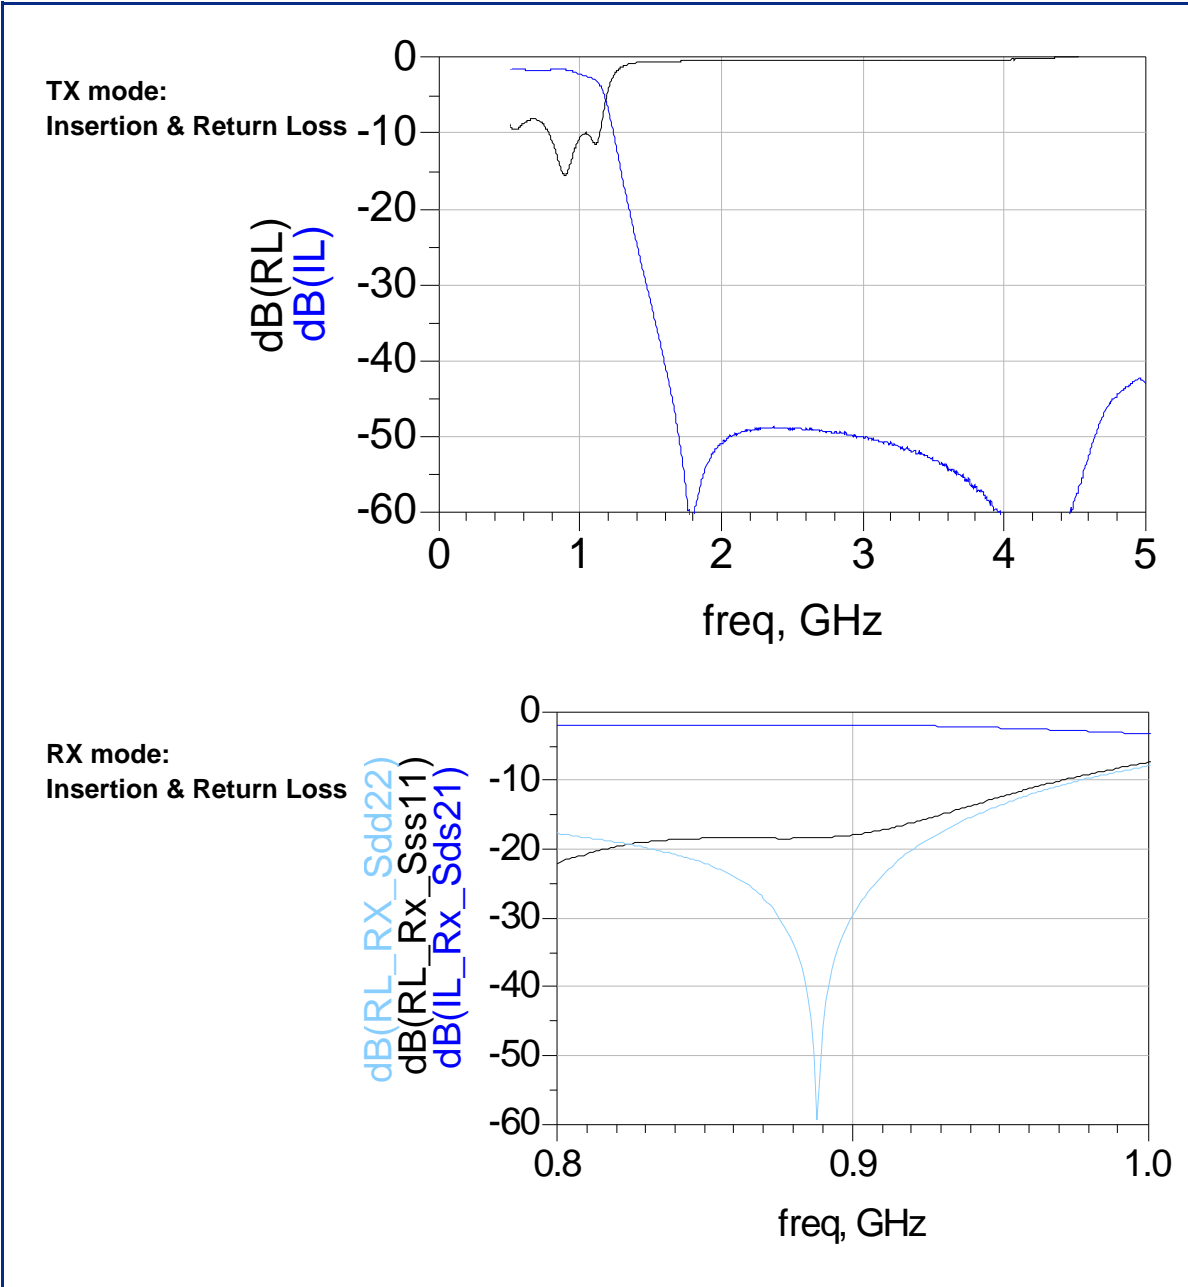 TX mode:
Insertion & Return Loss
dB(RL)
dB(IL)
0
-10
-20
-30
-40
-50
-60
0 1 2 3 4 5
freq, GHz
RX mode:
Insertion & Return Loss
dB(RL_RX_Sdd22)
dB(RL_Rx_Sss11)
dB(IL_Rx_Sds21)
0
-10
-20
-30
-40
-50
-60
0.8 0.9 1.0
freq, GHz